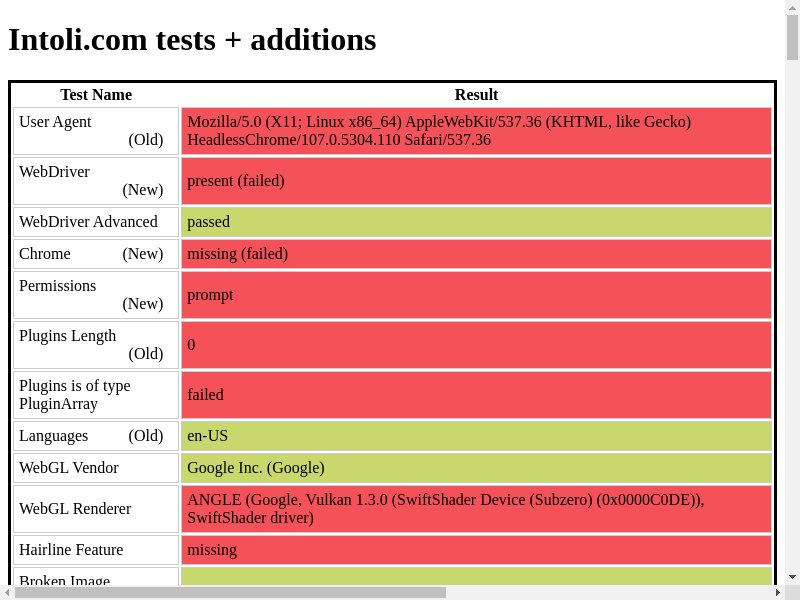 Intoli.com tests + additions
Test Name Result
User Agent (Old) Mozilla/5.0 (X11; Linux x86_64) AppleWebKit/537.36 (KHTML, like Gecko)
HeadlessChrome/107.0.5304.110 Safari/537.36
WebDriver (New) present (failed)
WebDriver Advanced passed
Chrome (New) missing (failed)
Permissions (New) prompt
Plugins Length (Old) 0
Plugins is of type
PluginArray failed
Languages (Old) en-US
WebGL Vendor Google Inc. (Google)
WebGL Renderer ANGLE (Google, Vulkan 1.3.0 (SwiftShader Device (Subzero) (0x0000C0DE)),
SwiftShader driver)
Hairline Feature missing
Broken Image